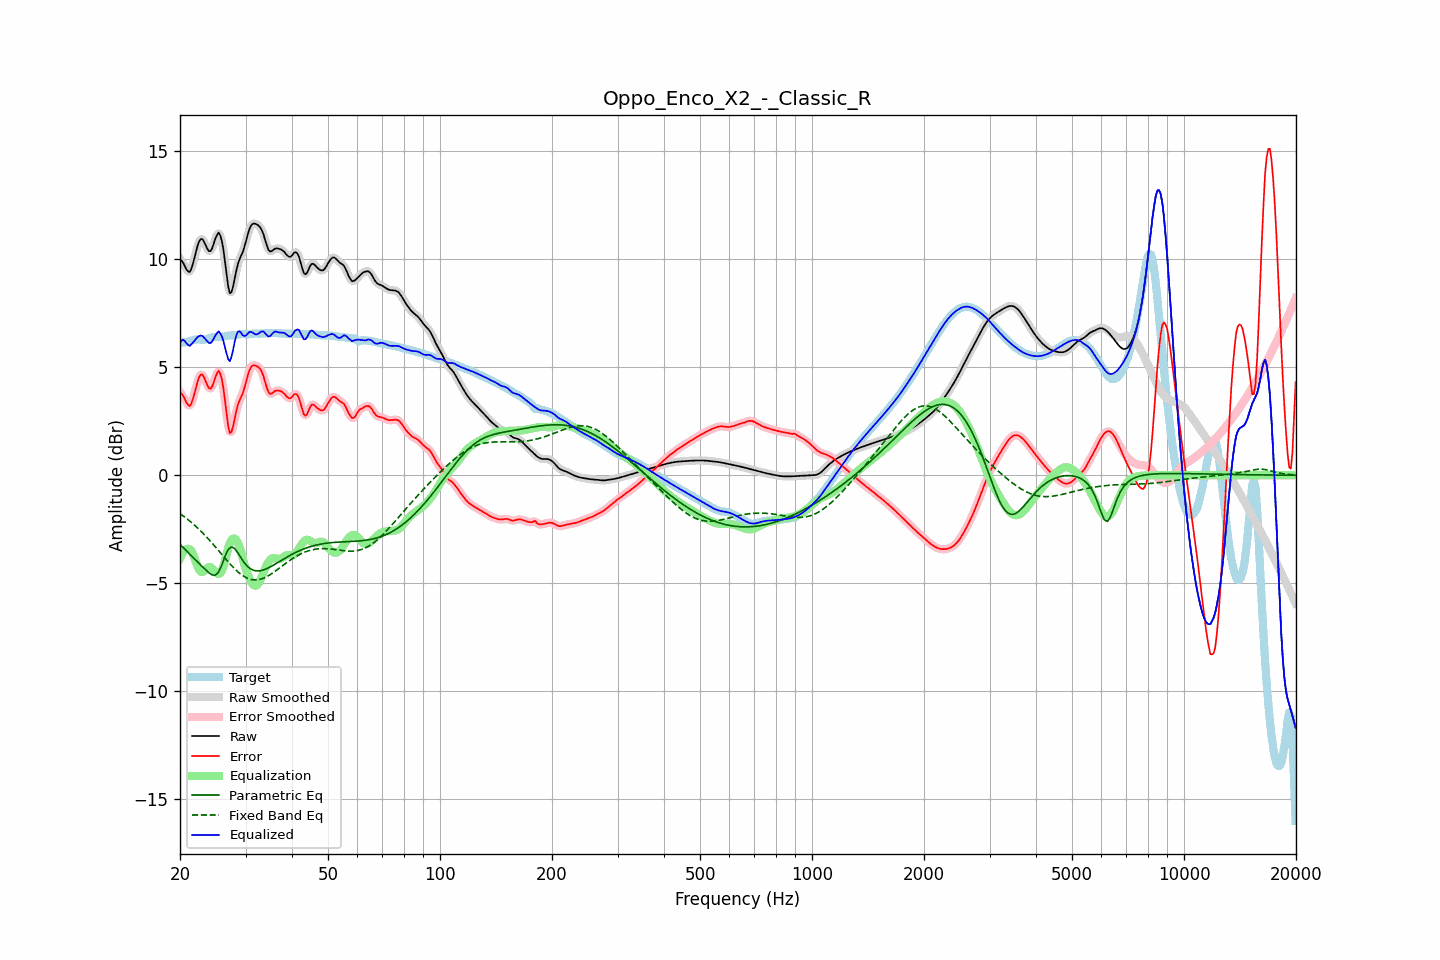 Oppo_Enco_X2_-_Classic_R
15
10
5
0
−5
−10
−15
Amplitude (dBr)
Target
Raw Smoothed
Error Smoothed
Raw
Error
Equalization
Parametric Eq
Fixed Band Eq
Equalized
20
50
100
200
500
1000
2000
5000
10000
20000
Frequency (Hz)